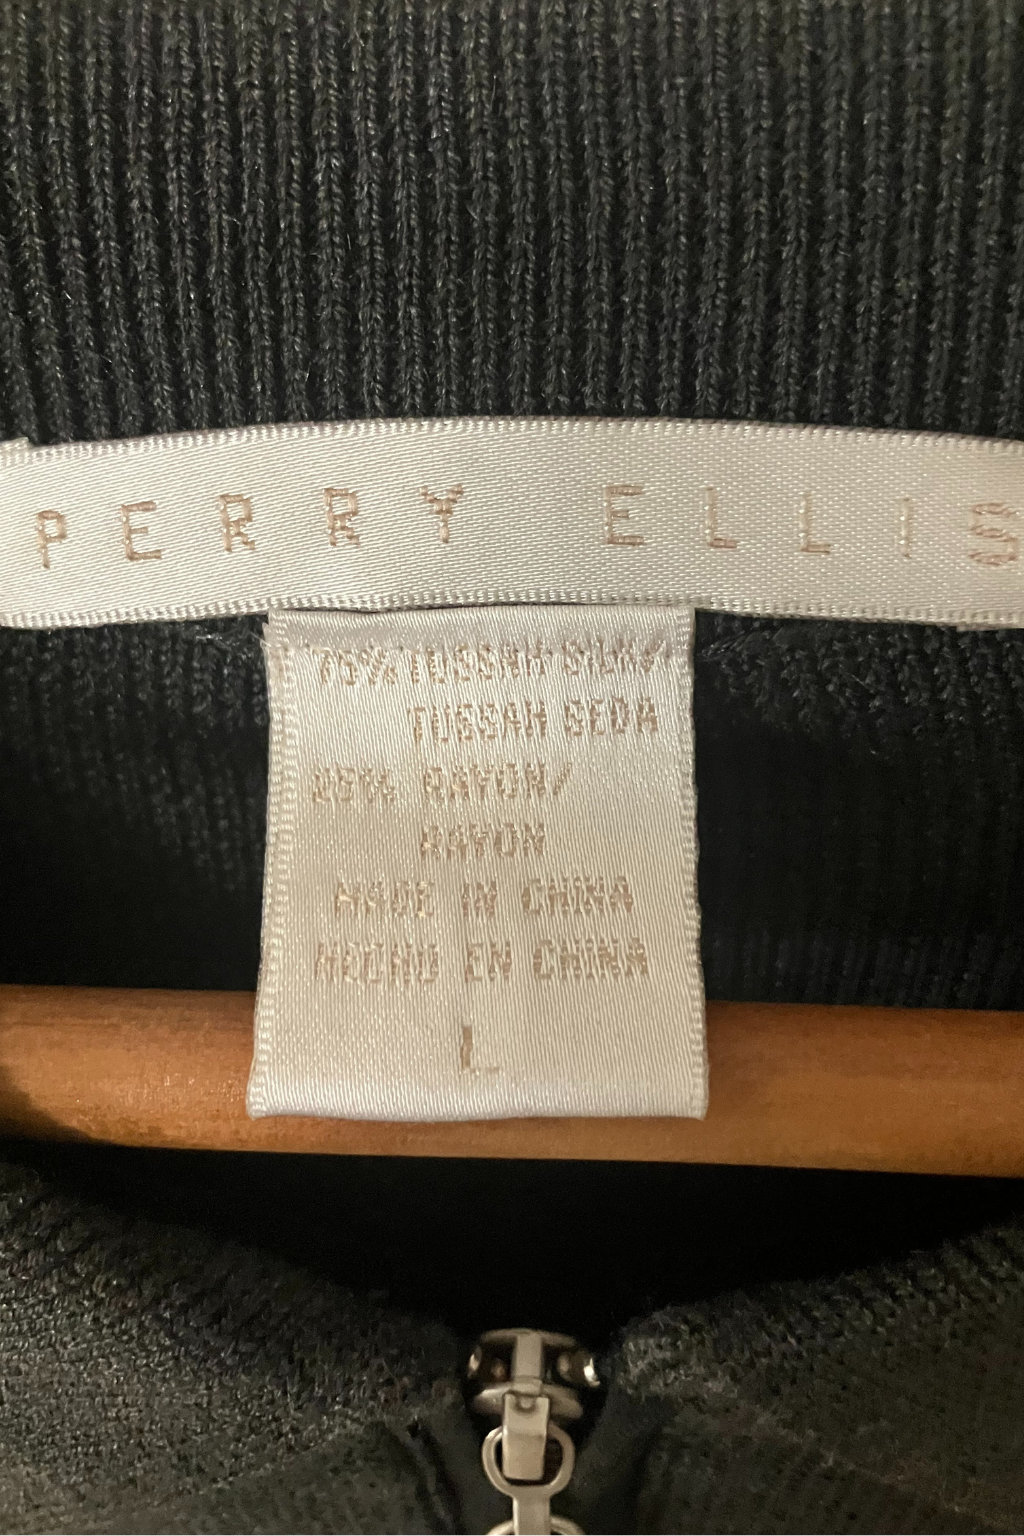 PERRY ELLIS
75% TUSSAH SILK/
TUSSAH SEDA
25% RAYON/
RAYON
MADE IN CHINA
HECHO EN CHINA
L